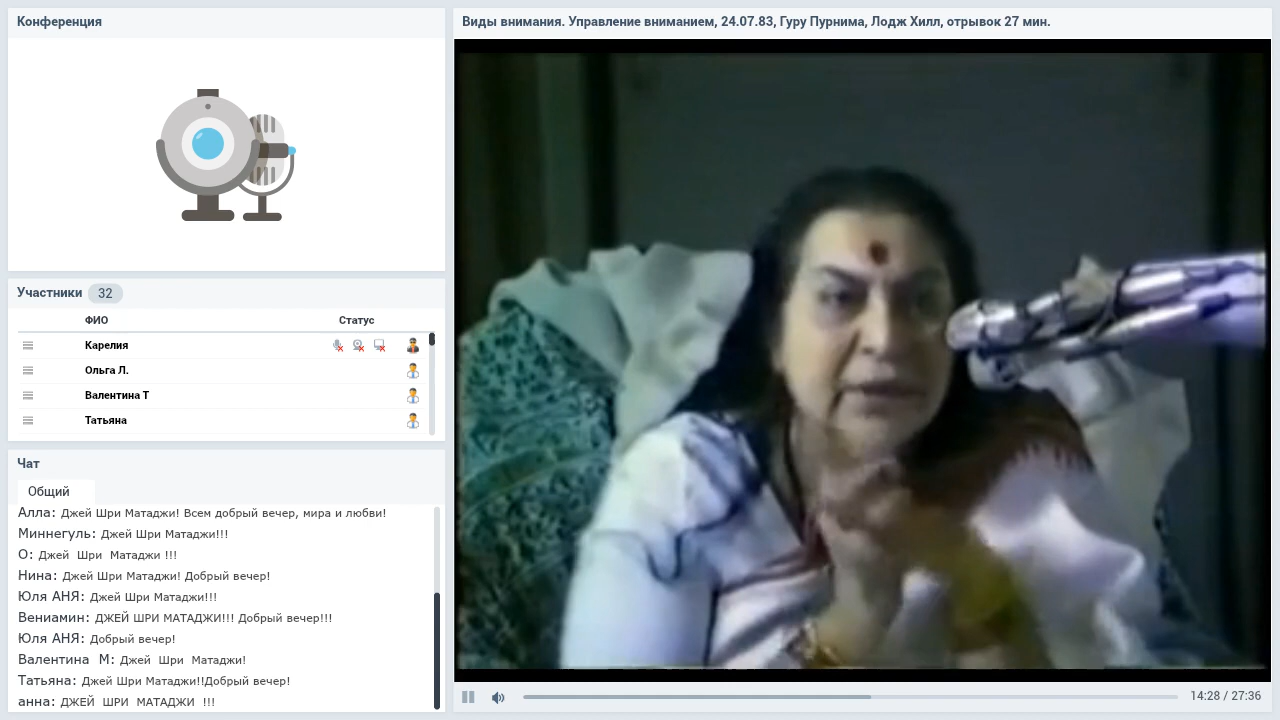 Конференция
Виды внимания. Управление вниманием, 24.07.83, Гуру Пурнима, Лодж Хилл, отрывок 27 мин.
Участники 32
ФИО Статус
Карелия
Ольга Л.
Валентина Т
Татьяна
Чат
Общий
Алла: Джей Шри Матаджи! Всем добрый вечер, мира и любви!
Миннегуль: Джей Шри Матаджи!!!
О: Джей Шри Матаджи !!!
Нина: Джей Шри Матаджи! Добрый вечер!
Юля АНЯ: Джей Шри Матаджи!!!
Вениамин: ДЖЕЙ ШРИ МАТАДЖИ!!! Добрый вечер!!!
Юля АНЯ: Добрый вечер!
Валентина М: Джей Шри Матаджи!
Татьяна: Джей Шри Матаджи!!Добрый вечер!
анна: ДЖЕЙ ШРИ МАТАДЖИ !!!
14:28 / 27:36